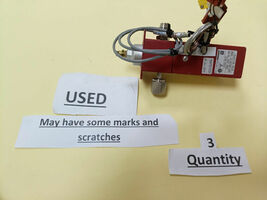 USED
May have some marks and
scratches
3
Quantity